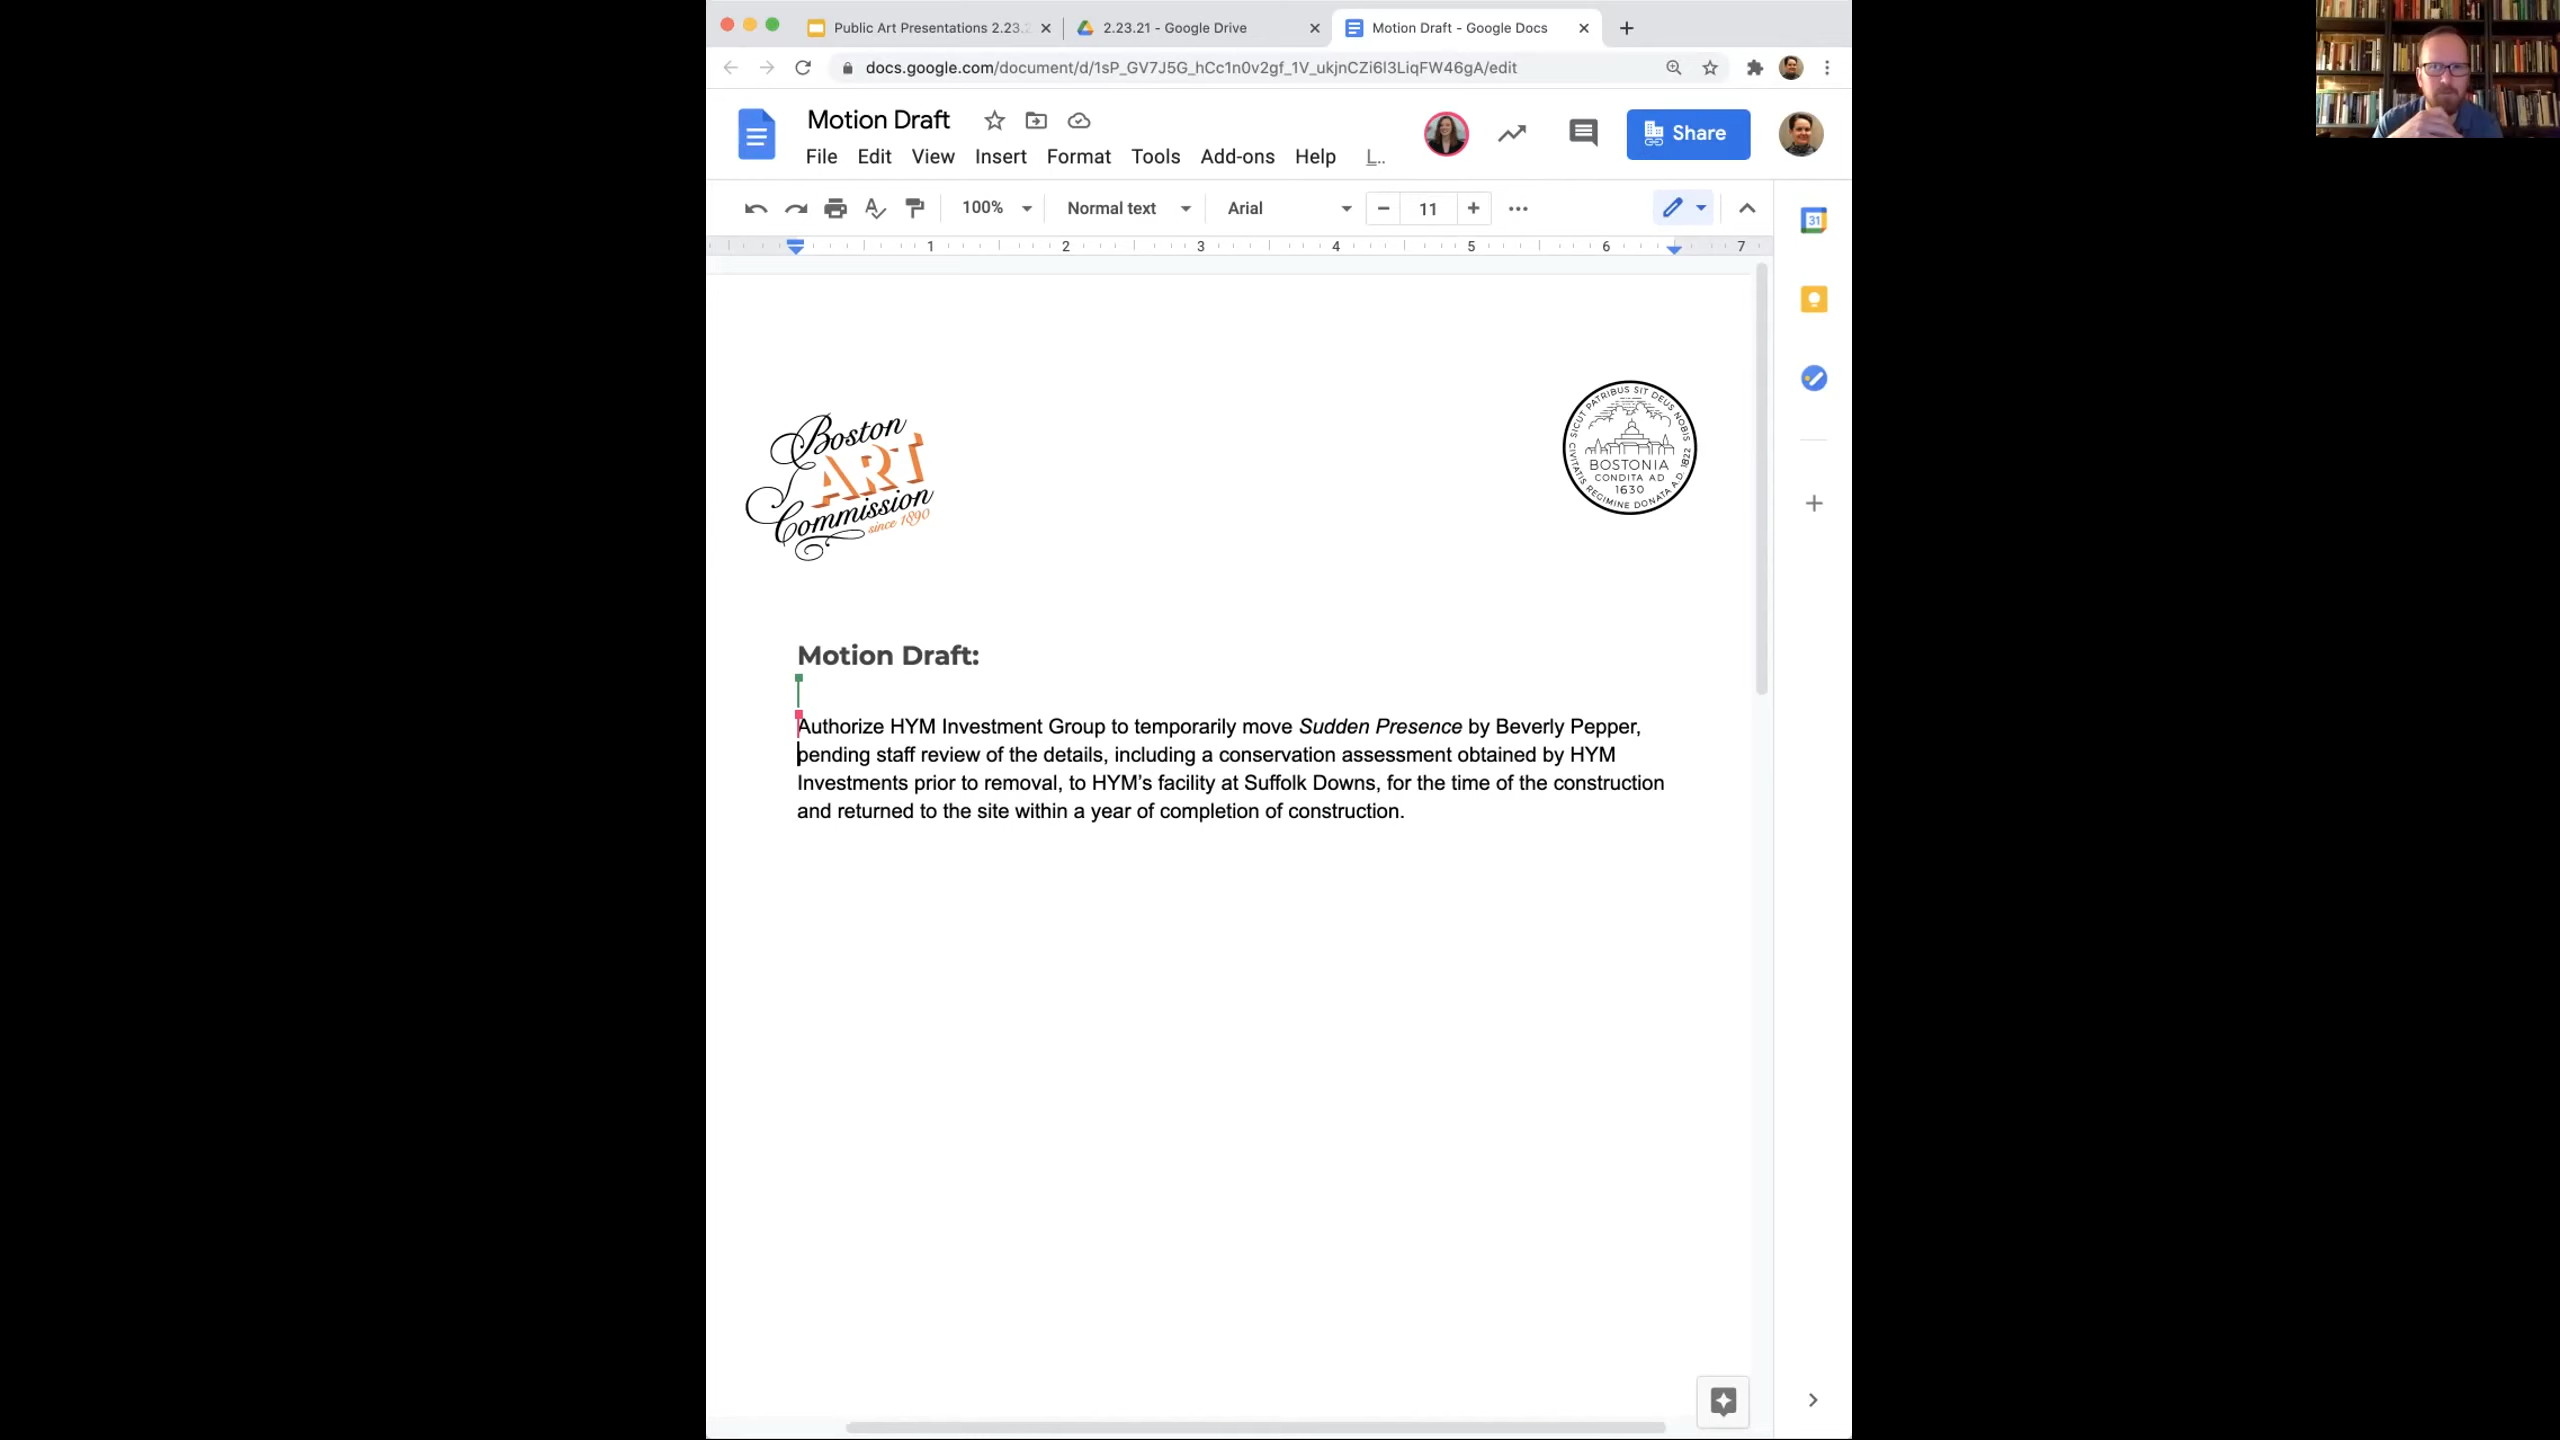 Public Art Presentations 2.23.2
2.23.21 - Google Drive
Motion Draft - Google Docs
docs.google.com/document/d/1sP_GV7J5G_hCc1n0v2gf_1V_ukjnCZi6I3LiqFW46gA/edit
Motion Draft
File Edit View Insert Format Tools Add-ons Help L..
Share
100% Normal text Arial 11
1 2 3 4 5 6 7
31
Boston
ART
Commission
since 1890
SICUT PATRIBUS SIT DEUS NOBIS
CIVITATIS REGIMINE DONATA A.D. 1822
BOSTONIA
CONDITA AD
1630
Motion Draft:
Authorize HYM Investment Group to temporarily move Sudden Presence by Beverly Pepper,
pending staff review of the details, including a conservation assessment obtained by HYM
Investments prior to removal, to HYM’s facility at Suffolk Downs, for the time of the construction
and returned to the site within a year of completion of construction.